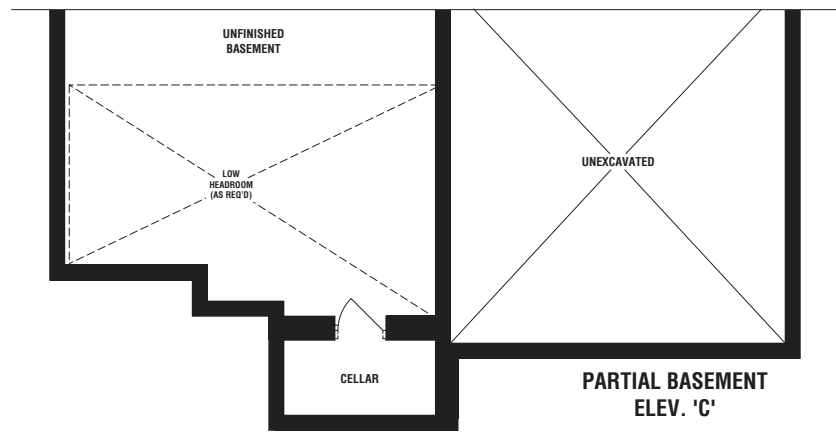 UNFINISHED
BASEMENT
LOW
HEADROOM
(AS REQ'D)
UNEXCAVATED
CELLAR
PARTIAL BASEMENT
ELEV. 'C'